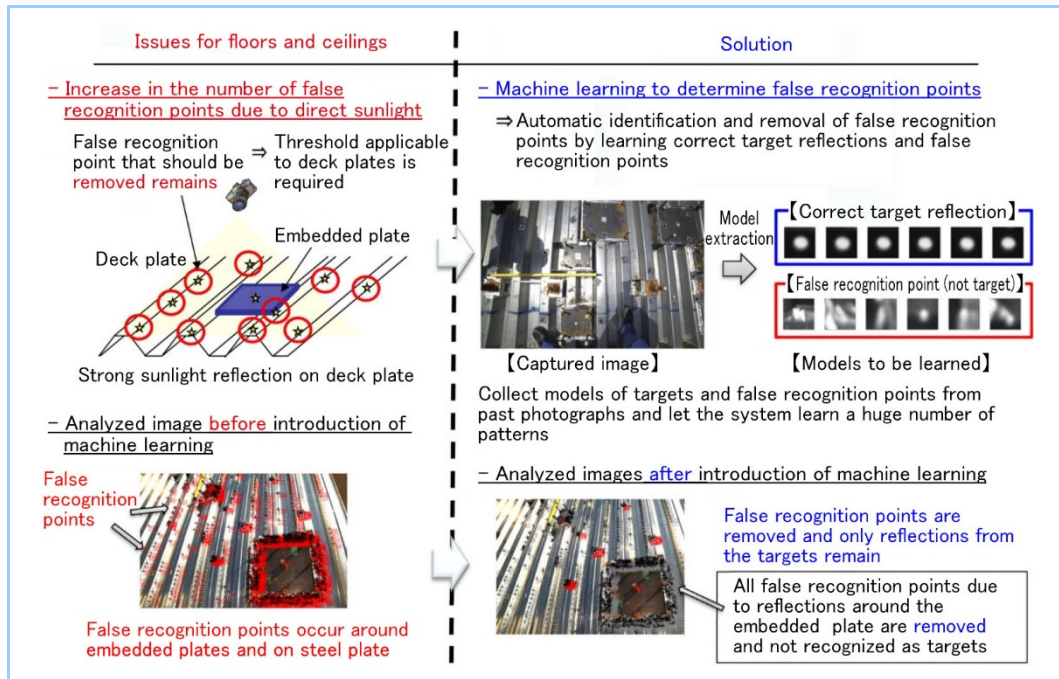 Issues for floors and ceilings
Solution
- Increase in the number of false
recognition points due to direct sunlight
False recognition
point that should be
removed remains
⇒ Threshold applicable
to deck plates is
required
Embedded plate
Deck plate
Strong sunlight reflection on deck plate
- Analyzed image before introduction of
machine learning
False
recognition
points
False recognition points occur around
embedded plates and on steel plate
- Machine learning to determine false recognition points
⇒ Automatic identification and removal of false recognition
points by learning correct target reflections and false
recognition points
Model
extraction
【Correct target reflection】
【False recognition point (not target)】
【Captured image】
【Models to be learned】
Collect models of targets and false recognition points from
past photographs and let the system learn a huge number of
patterns
- Analyzed images after introduction of machine learning
False recognition points are
removed and only reflections from
the targets remain
All false recognition points due
to reflections around the
embedded plate are removed
and not recognized as targets